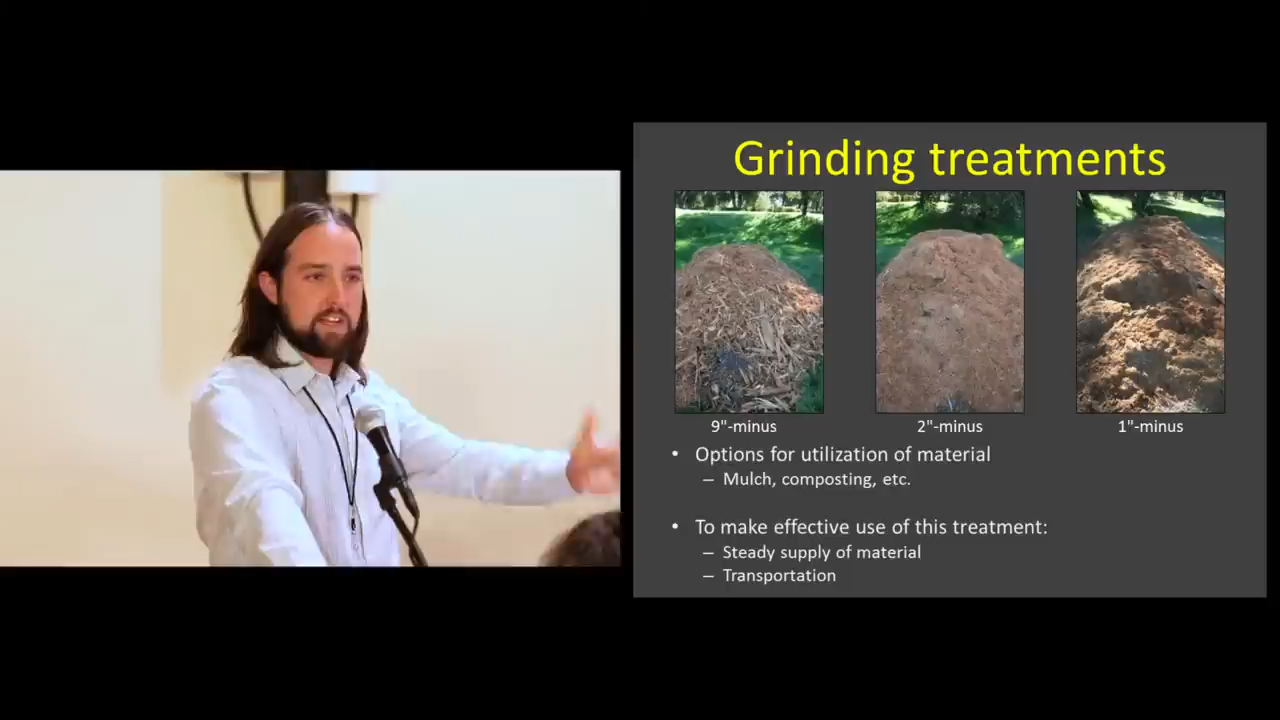 Grinding treatments
9"-minus
2"-minus
1"-minus
• Options for utilization of material
– Mulch, composting, etc.
• To make effective use of this treatment:
– Steady supply of material
– Transportation